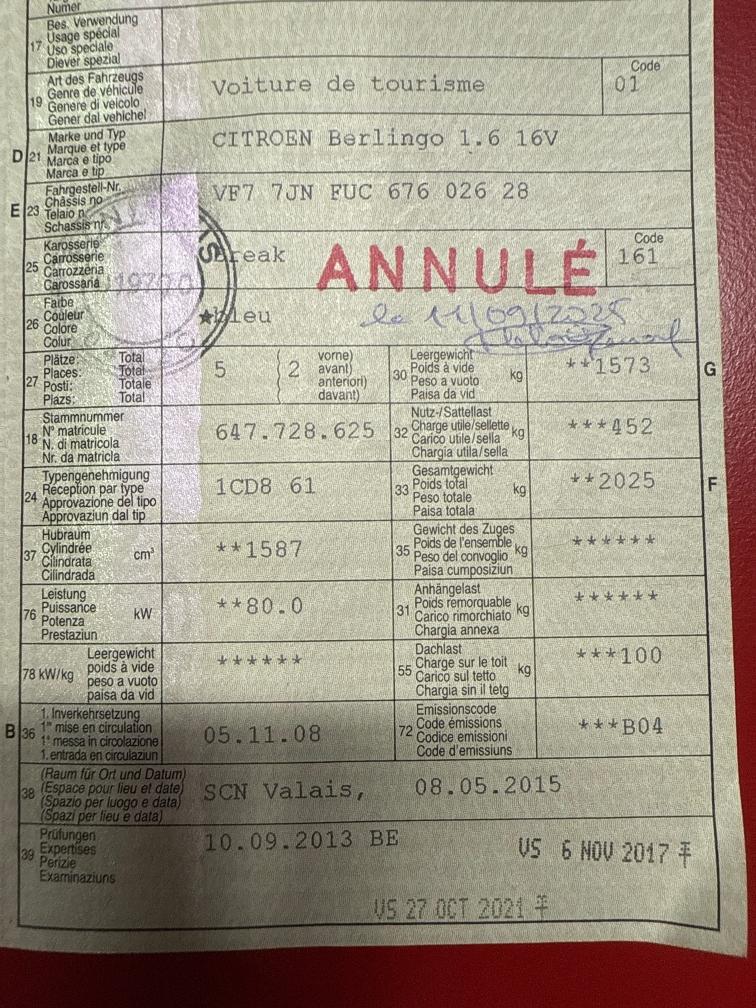 Numer
17 Bes. Verwendung
Usage spécial
Uso speciale
Diever spezial
19 Art des Fahrzeugs
Genre de véhicule
Genere di veicolo
Gener dal vehichel
Voiture de tourisme
Code
01
D 21 Marke und Typ
Marque et type
Marca e tipo
Marca e tip
CITROEN Berlingo 1.6 16V
E 23 Fahrgestell-Nr.
Châssis no
Telaio n.
Schassis nr.
VF7 7JN FUC 676 026 28
25 Karosserie
Carrosserie
Carrozzeria
Carossaria
Break
ANNULÉ
Code
161
26 Farbe
Couleur
Colore
Colur
bleu
le 11/09/2025
27 Plätze: Total
Places: Total
Posti: Totale
Plazs: Total
5 ( 2 vorne)
avant)
anteriori)
davant)
30 Leergewicht
Poids à vide kg
Peso a vuoto
Paisa da vid
**1573
G
18 Stammnummer
N° matricule
N. di matricola
Nr. da matricla
647.728.625
32 Nutz-/Sattellast
Charge utile/sellette kg
Carico utile/sella
Chargia utila/sella
***452
24 Typengenehmigung
Réception par type
Approvazione del tipo
Approvaziun dal tip
1CD8 61
33 Gesamtgewicht
Poids total kg
Peso totale
Paisa totala
**2025
F
37 Hubraum
Cylindrée cm³
Cilindrata
Cilindrada
**1587
35 Gewicht des Zuges
Poids de l'ensemble kg
Peso del convoglio
Paisa cumposiziun
******
76 Leistung
Puissance kW
Potenza
Prestaziun
**80.0
31 Anhängelast
Poids remorquable kg
Carico rimorchiato
Chargia annexa
******
78 kW/kg Leergewicht
poids à vide
peso a vuoto
paisa da vid
******
55 Dachlast
Charge sur le toit kg
Carico sul tetto
Chargia sin il tetg
***100
B 36 1. Inverkehrsetzung
1re mise en circulation
1a messa in circolazione
1. entrada en circulaziun
05.11.08
72 Emissionscode
Code émissions
Codice emissioni
Code d'emissiuns
***B04
38 (Raum für Ort und Datum)
(Espace pour lieu et date)
(Spazio per luogo e data)
(Spazi per lieu e data)
SCN Valais, 08.05.2015
39 Prüfungen
Expertises
Perizie
Examinaziuns
10.09.2013 BE
VS 6 NOV 2017
VS 27 OCT 2021